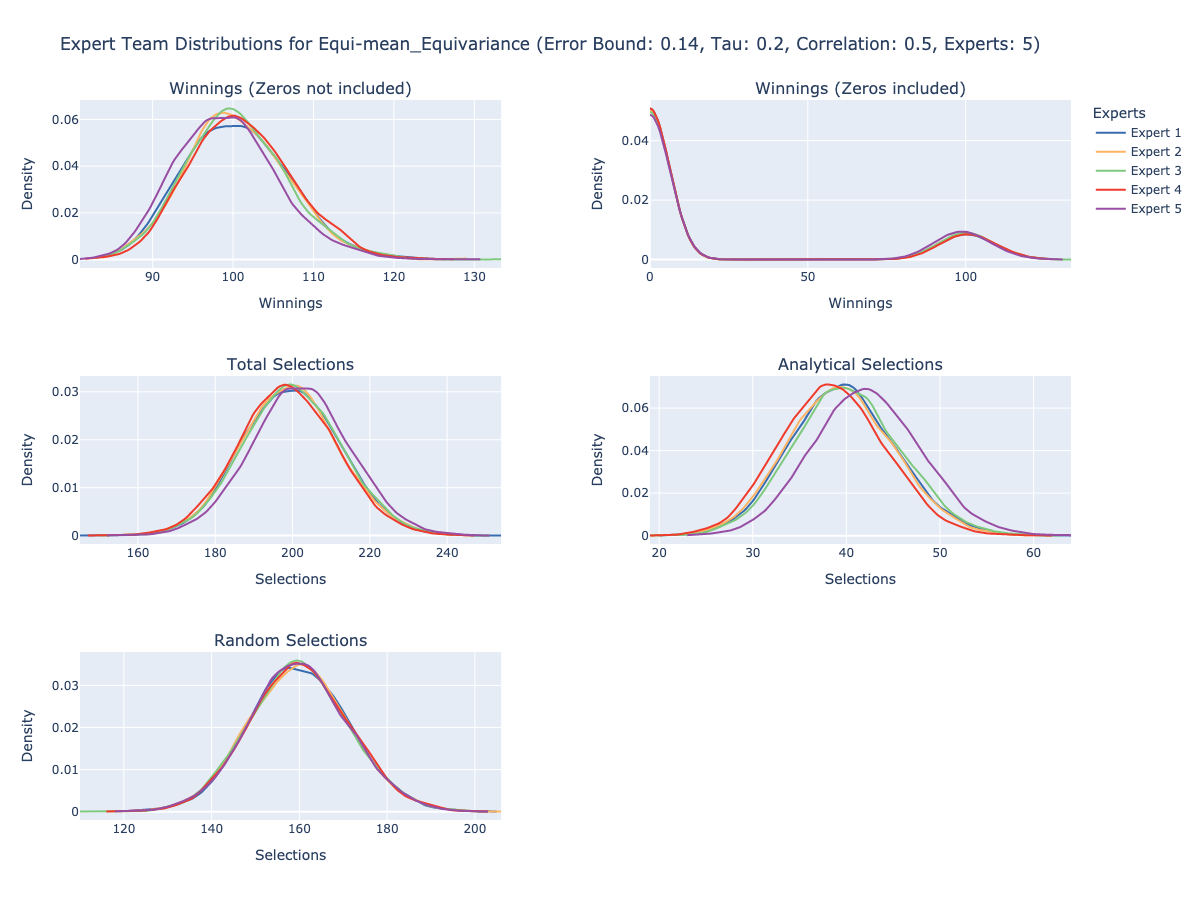 Expert Team Distributions for Equi-mean_Equivariance (Error Bound: 0.14, Tau: 0.2, Correlation: 0.5, Experts: 5)
Winnings (Zeros not included)
Density
0.06
0.04
0.02
0
90 100 110 120 130
Winnings
Winnings (Zeros included)
Density
0.04
0.02
0
0 50 100
Winnings
Experts
Expert 1
Expert 2
Expert 3
Expert 4
Expert 5
Total Selections
Density
0.03
0.02
0.01
0
160 180 200 220 240
Selections
Analytical Selections
Density
0.06
0.04
0.02
0
20 30 40 50 60
Selections
Random Selections
Density
0.03
0.02
0.01
0
120 140 160 180 200
Selections